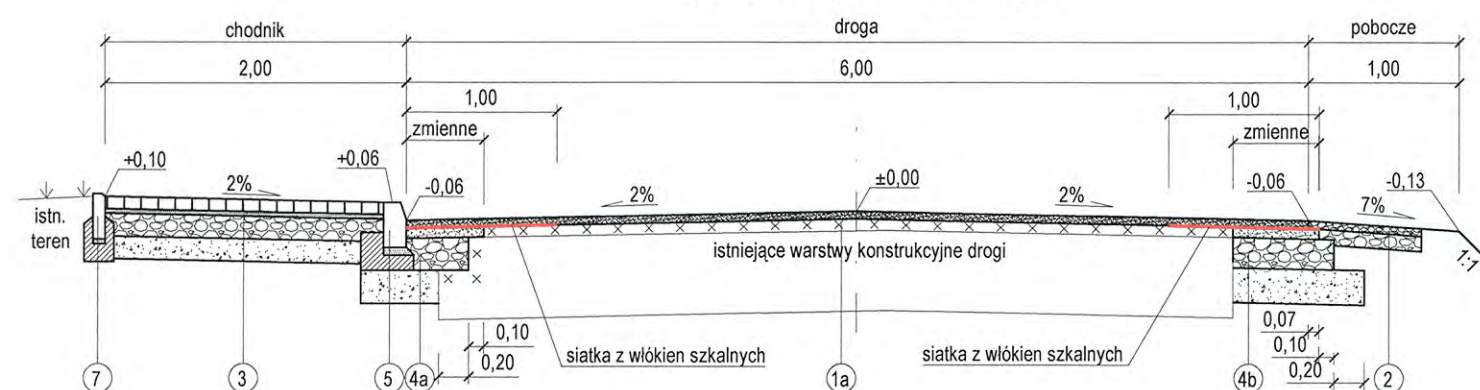 chodnik
droga
pobocze
2,00
6,00
1,00
1,00
1,00
zmienne
zmienne
+0,10
+0,06
-0,06
±0,00
-0,06
-0,13
2%
2%
2%
7%
istn.
teren
istniejące warstwy konstrukcyjne drogi
1:1
0,10
0,20
siatka z włókien szkalnych
siatka z włókien szkalnych
0,07
0,10
0,20
7
3
5
4a
1a
4b
2